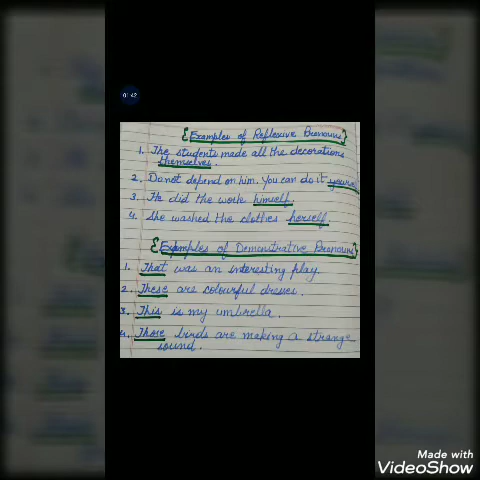 01:42
{Examples of Reflexive Pronouns}
1. The students made all the decorations
themselves.
2. Do not depend on him. You can do it yours
3. He did the work himself.
4. She washed the clothes herself.
{Examples of Demonstrative Pronouns}
1. That was an interesting play.
2. These are colourful dresses.
3. This is my umbrella.
4. Those birds are making a strange
sound.
Made with
VideoShow